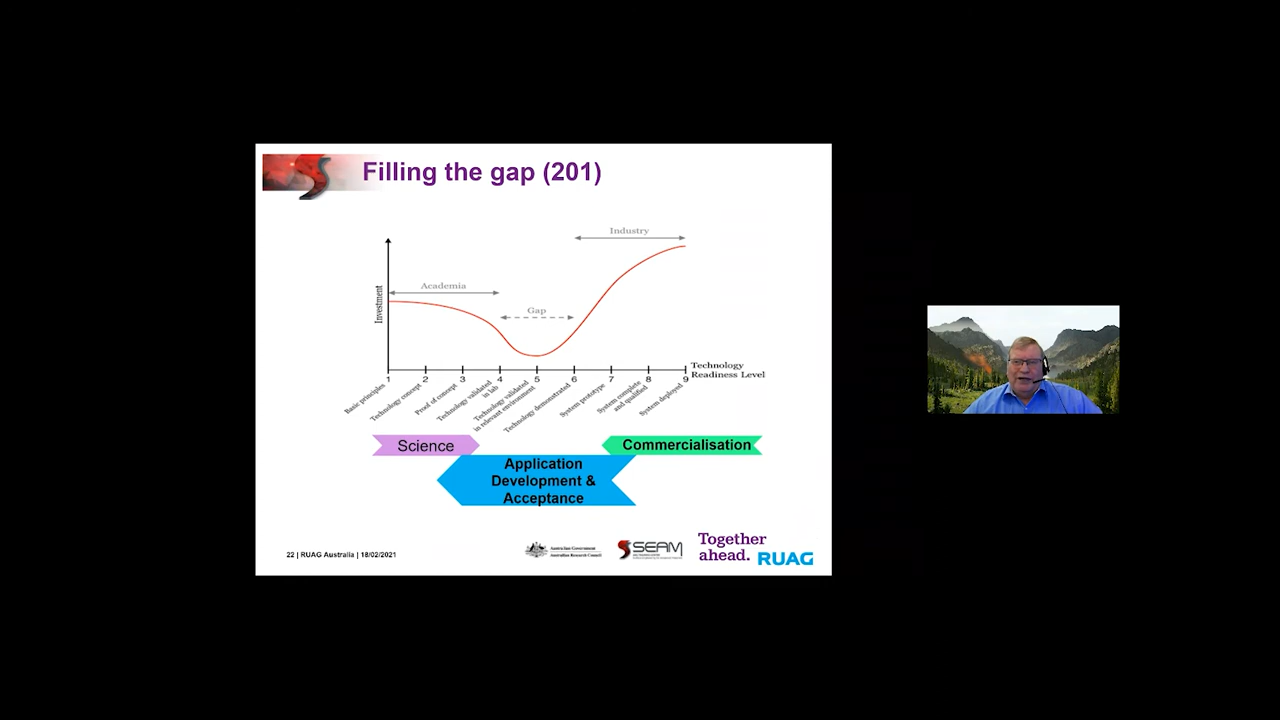 Filling the gap (201)
Industry
Academia
Gap
Investment
Technology
Readiness Level
1 2 3 4 5 6 7 8 9
Basic principles
Technology concept
Proof of concept
Technology validated
in lab
Technology validated
in relevant environment
Technology demonstrated
System prototype
System complete
and qualified
System deployed
Science
Commercialisation
Application
Development &
Acceptance
22 | RUAG Australia | 18/02/2021
Australian Government
Australian Research Council
SEAM
Together
ahead. RUAG